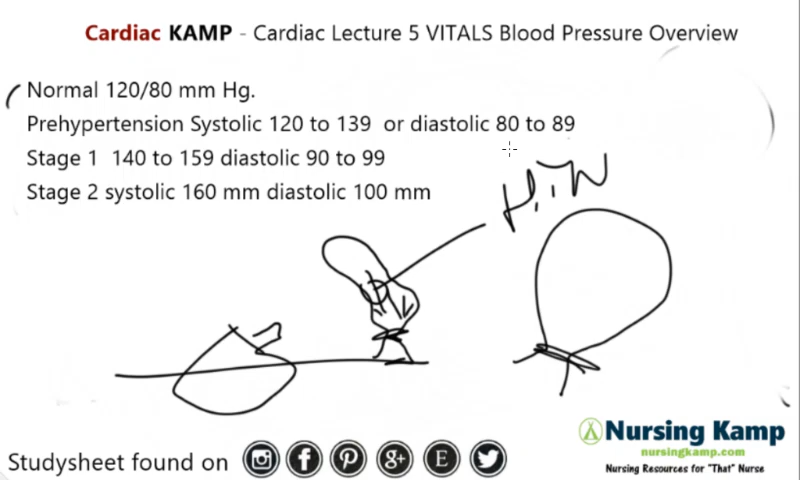 Cardiac KAMP - Cardiac Lecture 5 VITALS Blood Pressure Overview
Normal 120/80 mm Hg.
Prehypertension Systolic 120 to 139  or diastolic 80 to 89
Stage 1  140 to 159 diastolic 90 to 99
Stage 2 systolic 160 mm diastolic 100 mm
Nursing Kamp
nursingkamp.com
Nursing Resources for "That" Nurse
Studysheet found on